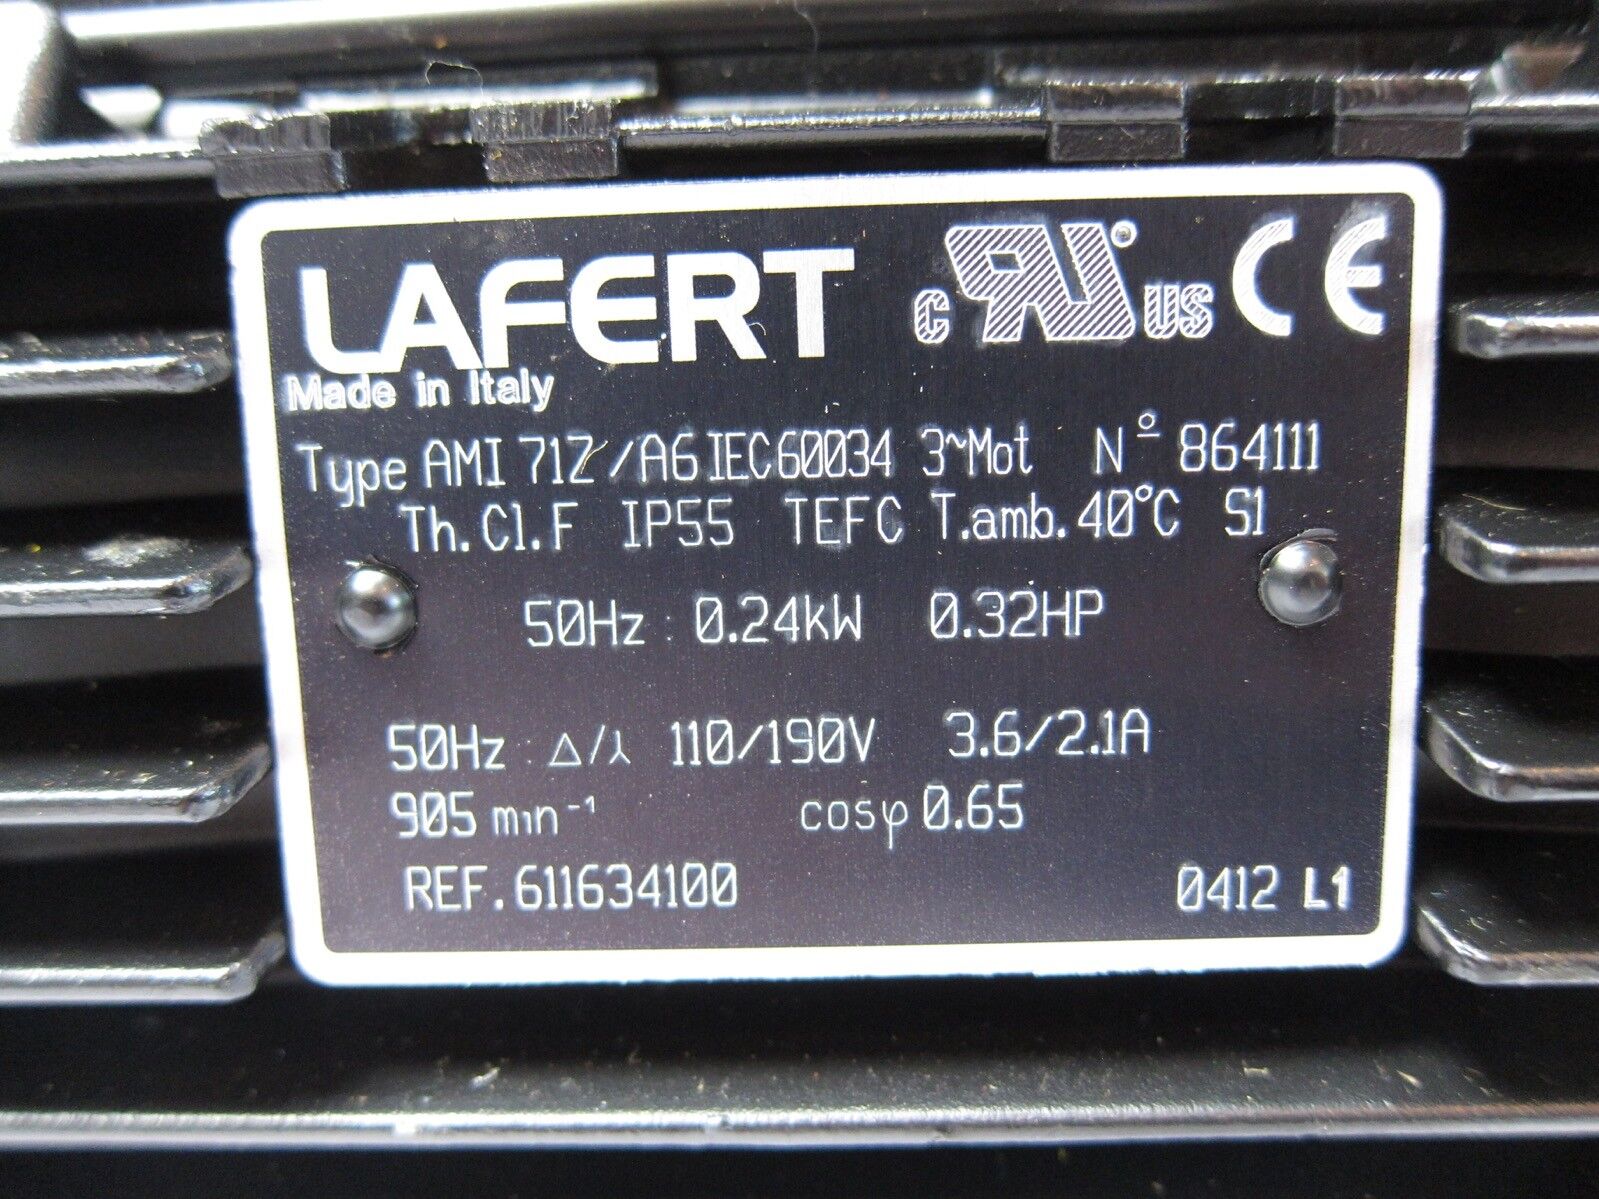 LAFERT c RU ® US CE
Made in Italy
Type AMI 71Z/A6 IEC60034 3~Mot Nº 864111
Th.Cl.F IP55 TEFC T.amb.40°C S1
50Hz: 0.24kW 0.32HP
50Hz: Δ/⅄ 110/190V 3.6/2.1A
905 min⁻¹ cosφ 0.65
REF.611634100 0412 L1